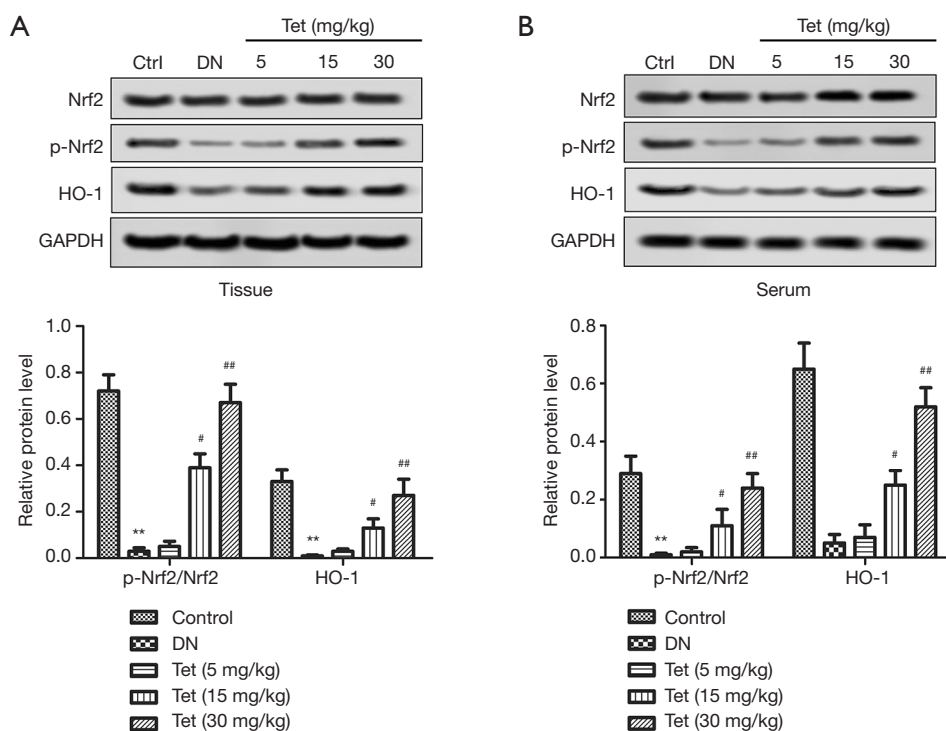 A
Tet (mg/kg)
Ctrl DN 5 15 30
Nrf2
p-Nrf2
HO-1
GAPDH
Tissue
Relative protein level
1.0
0.8
0.6
0.4
0.2
0.0
** # ## ** # ##
p-Nrf2/Nrf2 HO-1
Control
DN
Tet (5 mg/kg)
Tet (15 mg/kg)
Tet (30 mg/kg)
B
Tet (mg/kg)
Ctrl DN 5 15 30
Nrf2
p-Nrf2
HO-1
GAPDH
Serum
Relative protein level
0.8
0.6
0.4
0.2
0.0
** # ## # ##
p-Nrf2/Nrf2 HO-1
Control
DN
Tet (5 mg/kg)
Tet (15 mg/kg)
Tet (30 mg/kg)